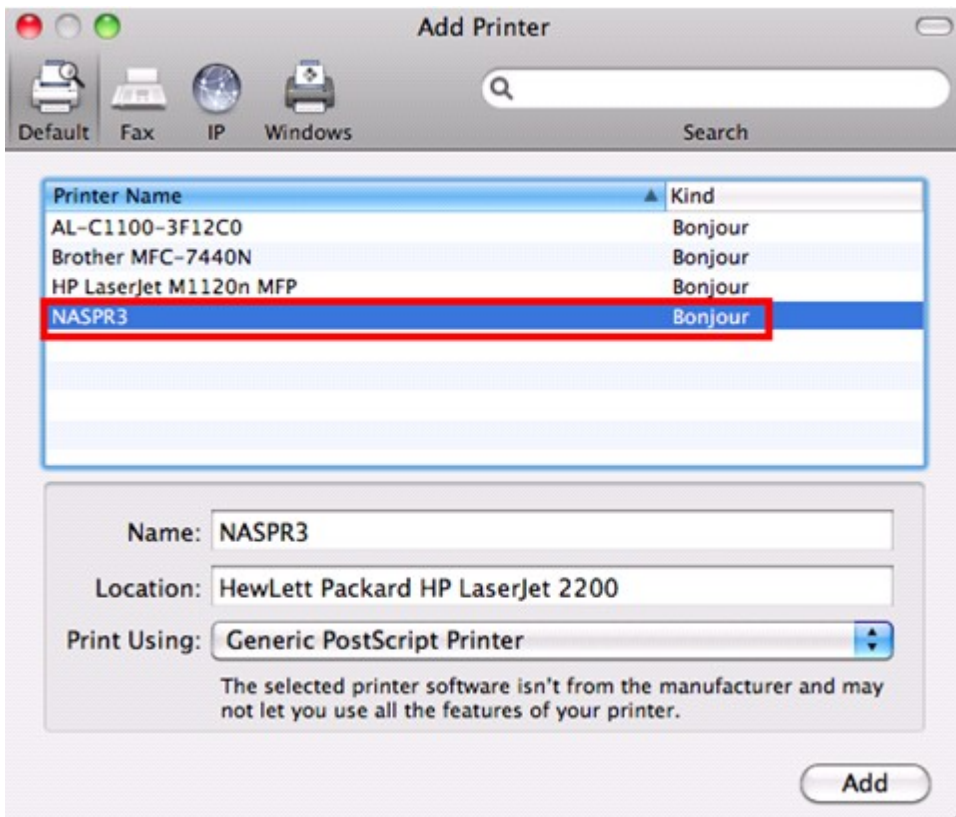 Add Printer
Default Fax IP Windows Search
Printer Name Kind
AL-C1100-3F12C0 Bonjour
Brother MFC-7440N Bonjour
HP LaserJet M1120n MFP Bonjour
NASPR3 Bonjour
Name: NASPR3
Location: HewLett Packard HP LaserJet 2200
Print Using: Generic PostScript Printer
The selected printer software isn't from the manufacturer and may
not let you use all the features of your printer.
Add